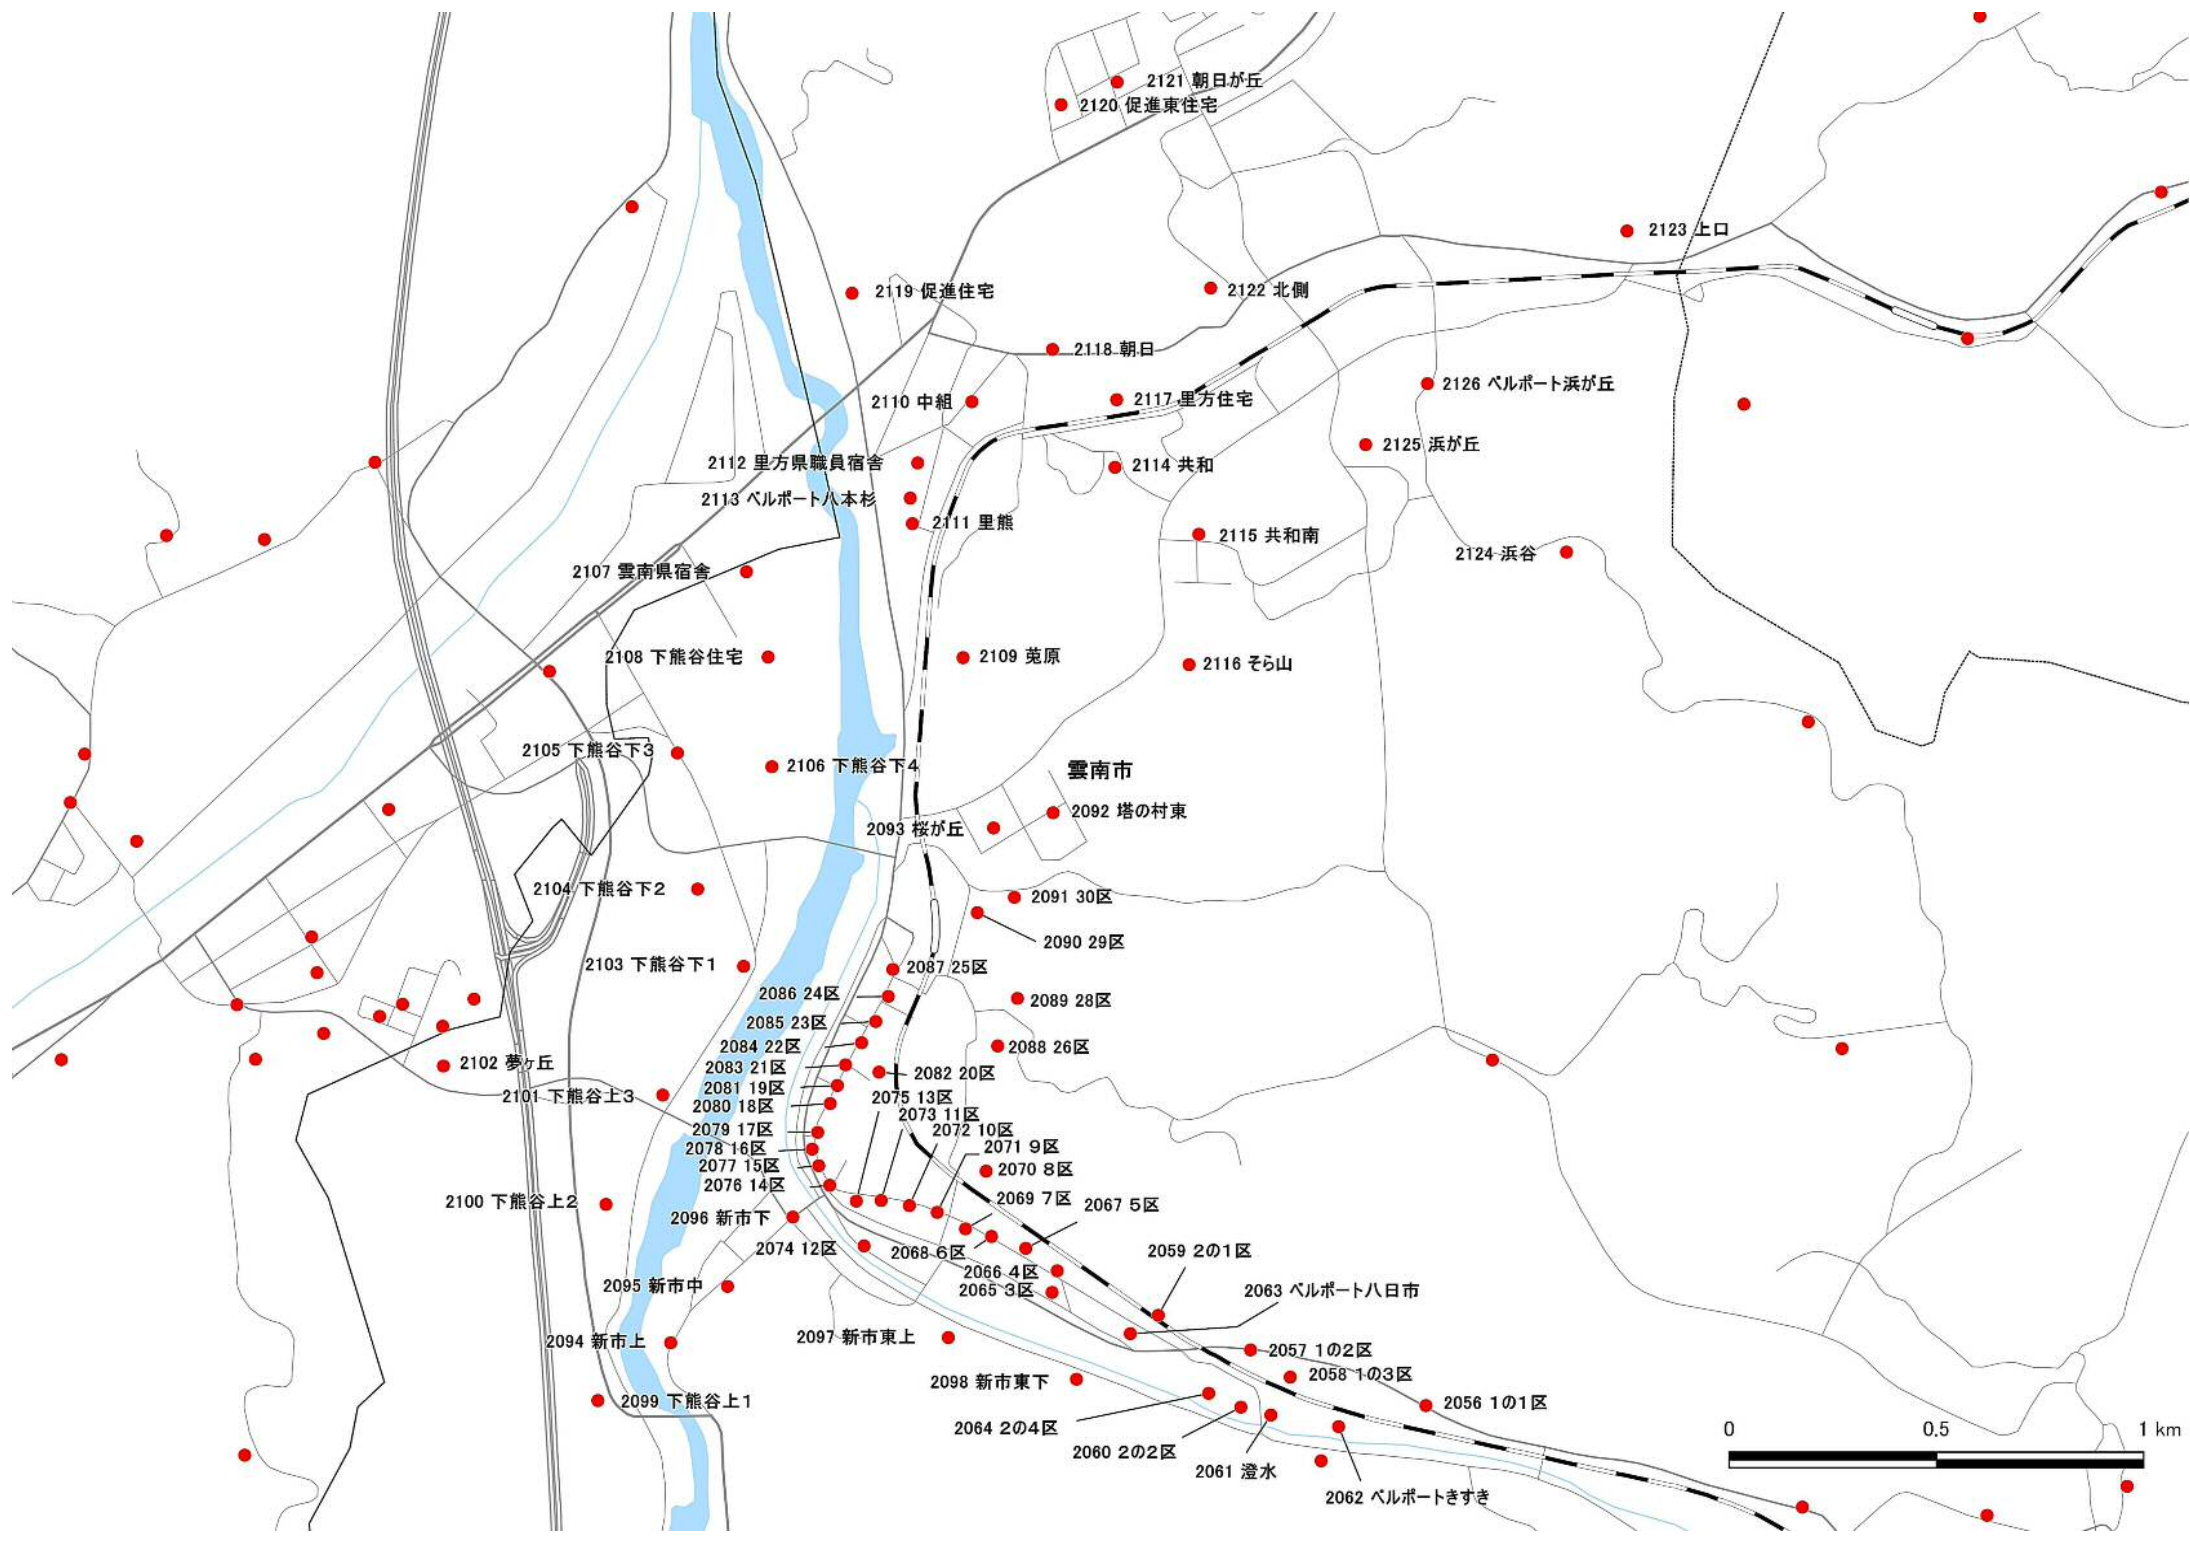 2121 朝日が丘
2120 促進東住宅
2123 上口
2119 促進住宅
2122 北側
2118 朝日
2126 ベルポート浜が丘
2110 中組
2117 里方住宅
2125 浜が丘
2112 里方県職員宿舎
2114 共和
2113 ベルポート八本杉
2111 里熊
2115 共和南
2124 浜谷
2107 雲南県宿舎
2108 下熊谷住宅
2109 莵原
2116 そら山
2105 下熊谷下3
2106 下熊谷下4
雲南市
2092 塔の村東
2093 桜が丘
2104 下熊谷下2
2091 30区
2090 29区
2103 下熊谷下1
2087 25区
2086 24区
2089 28区
2085 23区
2084 22区
2088 26区
2102 夢ヶ丘
2083 21区
2082 20区
2081 19区
2101 下熊谷上3
2075 13区
2080 18区
2073 11区
2079 17区
2072 10区
2078 16区
2071 9区
2077 15区
2070 8区
2076 14区
2069 7区
2100 下熊谷上2
2067 5区
2096 新市下
2074 12区
2068 6区
2059 2の1区
2066 4区
2095 新市中
2065 3区
2063 ベルポート八日市
2097 新市東上
2094 新市上
2057 1の2区
2058 1の3区
2098 新市東下
2099 下熊谷上1
2056 1の1区
2064 2の4区
0 0.5 1 km
2060 2の2区
2061 澄水
2062 ベルポートきすき